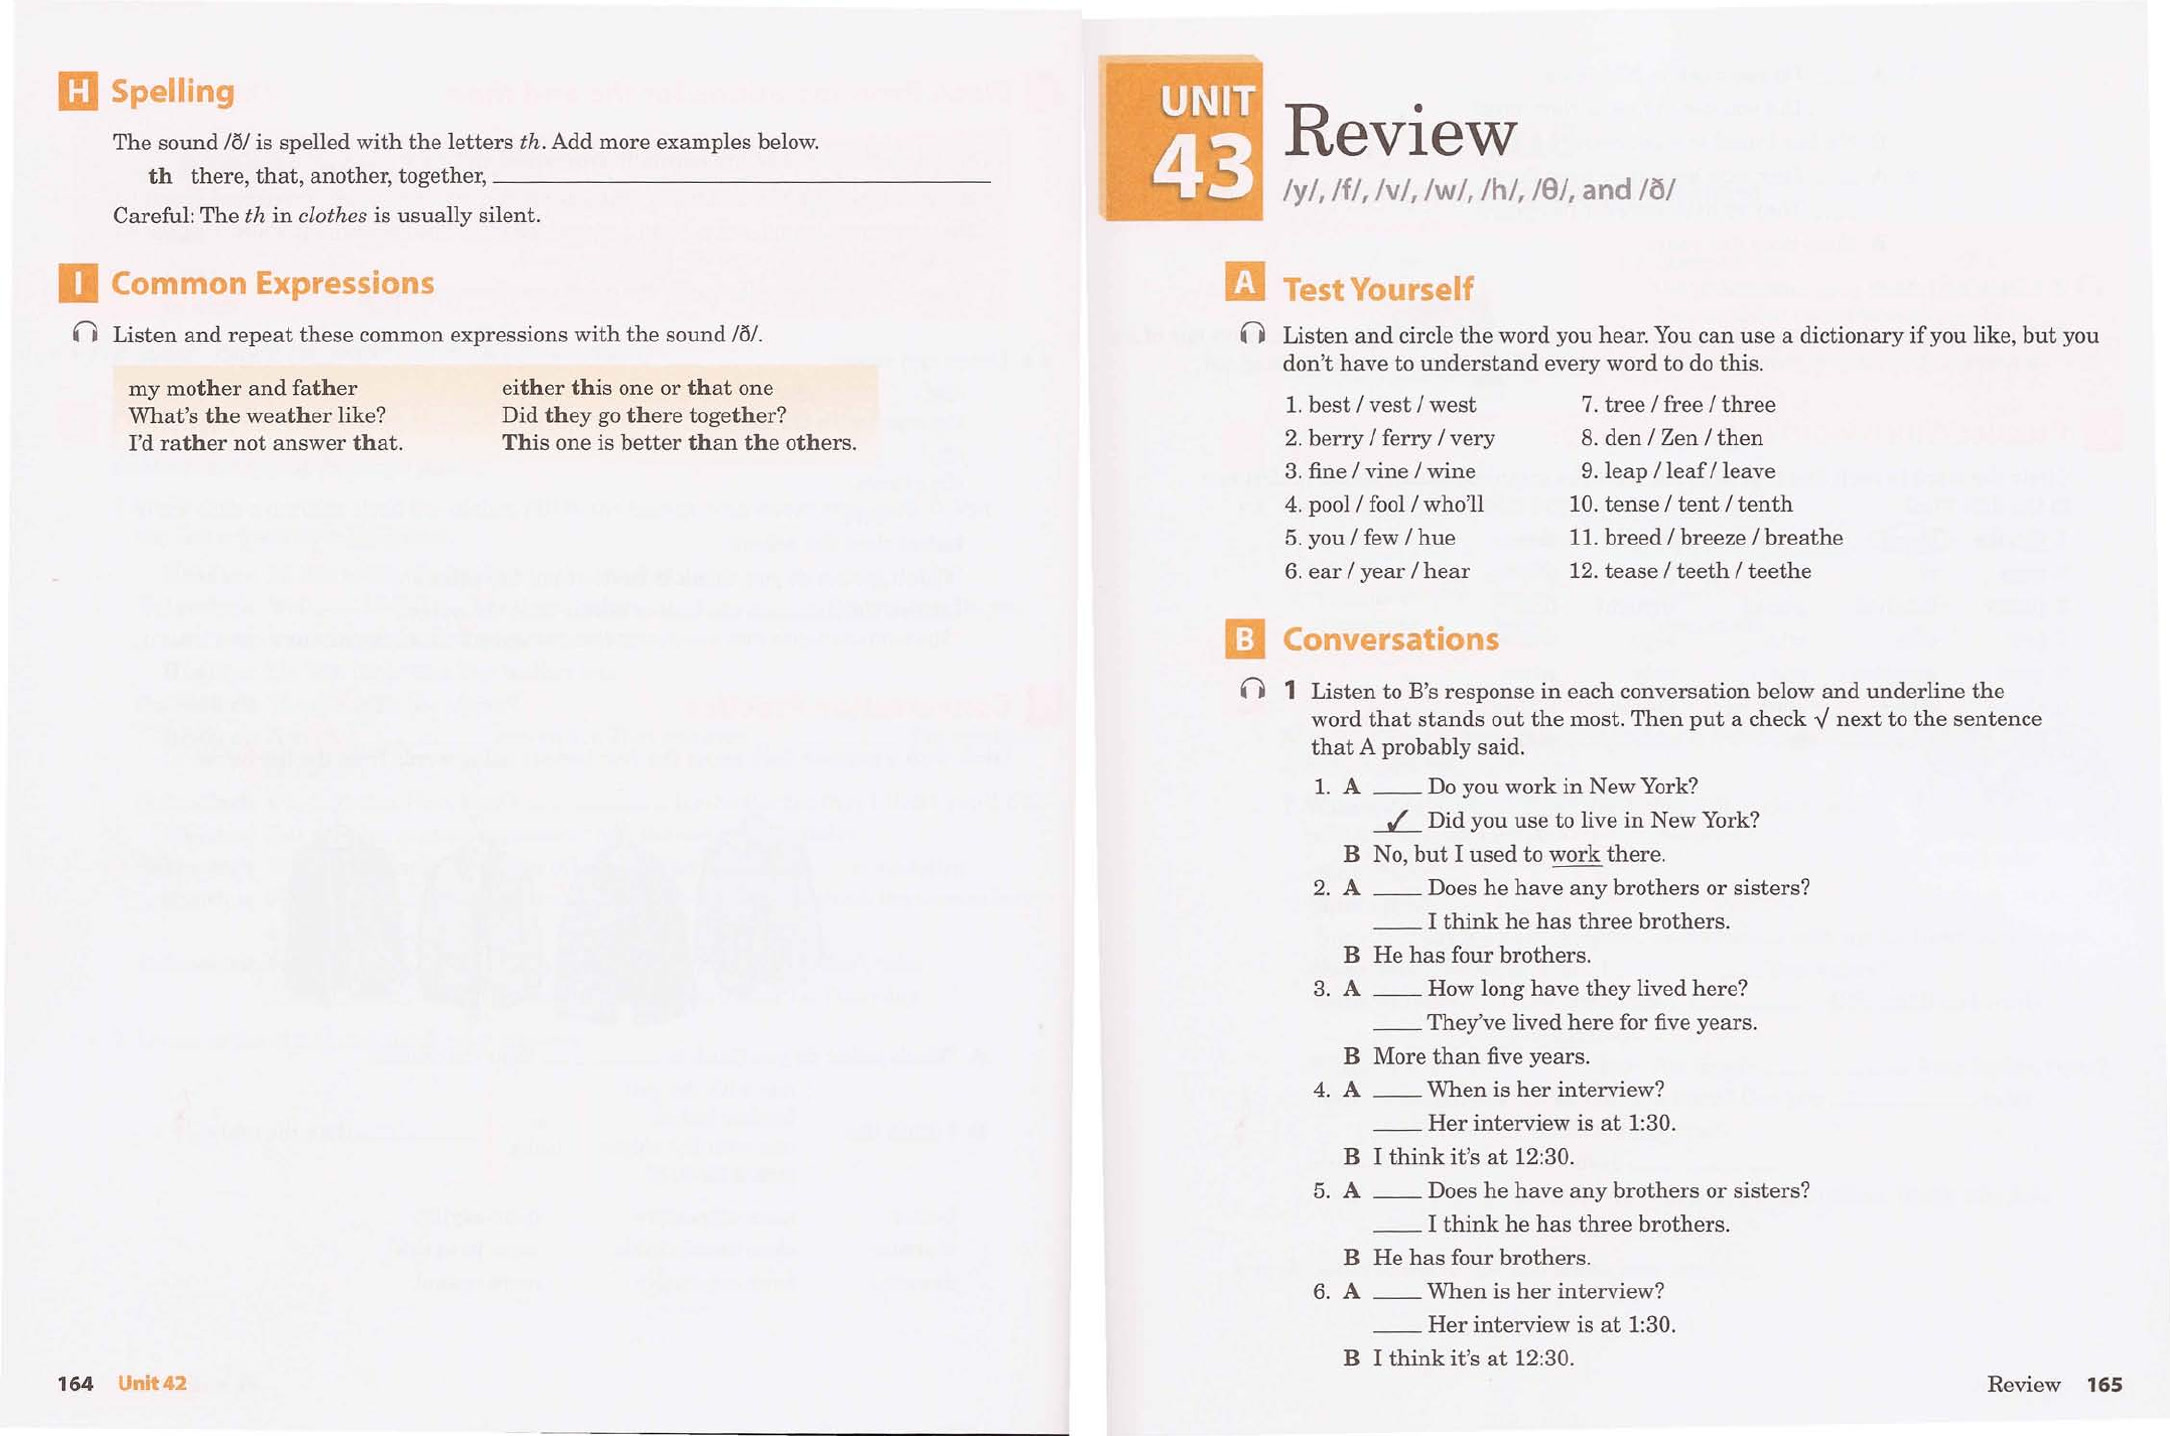 H Spelling
The sound /ð/ is spelled with the letters th. Add more examples below.
th there, that, another, together, ____
Careful: The th in clothes is usually silent.
I Common Expressions
Listen and repeat these common expressions with the sound /ð/.
my mother and father
What's the weather like?
I'd rather not answer that.
either this one or that one
Did they go there together?
This one is better than the others.
164 Unit 42
UNIT
43
Review
/y/, /f/, /v/, /w/, /h/, /θ/, and /ð/
A Test Yourself
Listen and circle the word you hear. You can use a dictionary if you like, but you
don't have to understand every word to do this.
1. best / vest / west
2. berry / ferry / very
3. fine / vine / wine
4. pool / fool / who'll
5. you / few / hue
6. ear / year / hear
7. tree / free / three
8. den / Zen / then
9. leap / leaf / leave
10. tense / tent / tenth
11. breed / breeze / breathe
12. tease / teeth / teethe
B Conversations
1 Listen to B's response in each conversation below and underline the
word that stands out the most. Then put a check √ next to the sentence
that A probably said.
1. A ____ Do you work in New York?
✓ Did you use to live in New York?
B No, but I used to work there.
2. A ____ Does he have any brothers or sisters?
____ I think he has three brothers.
B He has four brothers.
3. A ____ How long have they lived here?
____ They've lived here for five years.
B More than five years.
4. A ____ When is her interview?
____ Her interview is at 1:30.
B I think it's at 12:30.
5. A ____ Does he have any brothers or sisters?
____ I think he has three brothers.
B He has four brothers.
6. A ____ When is her interview?
____ Her interview is at 1:30.
B I think it's at 12:30.
Review 165